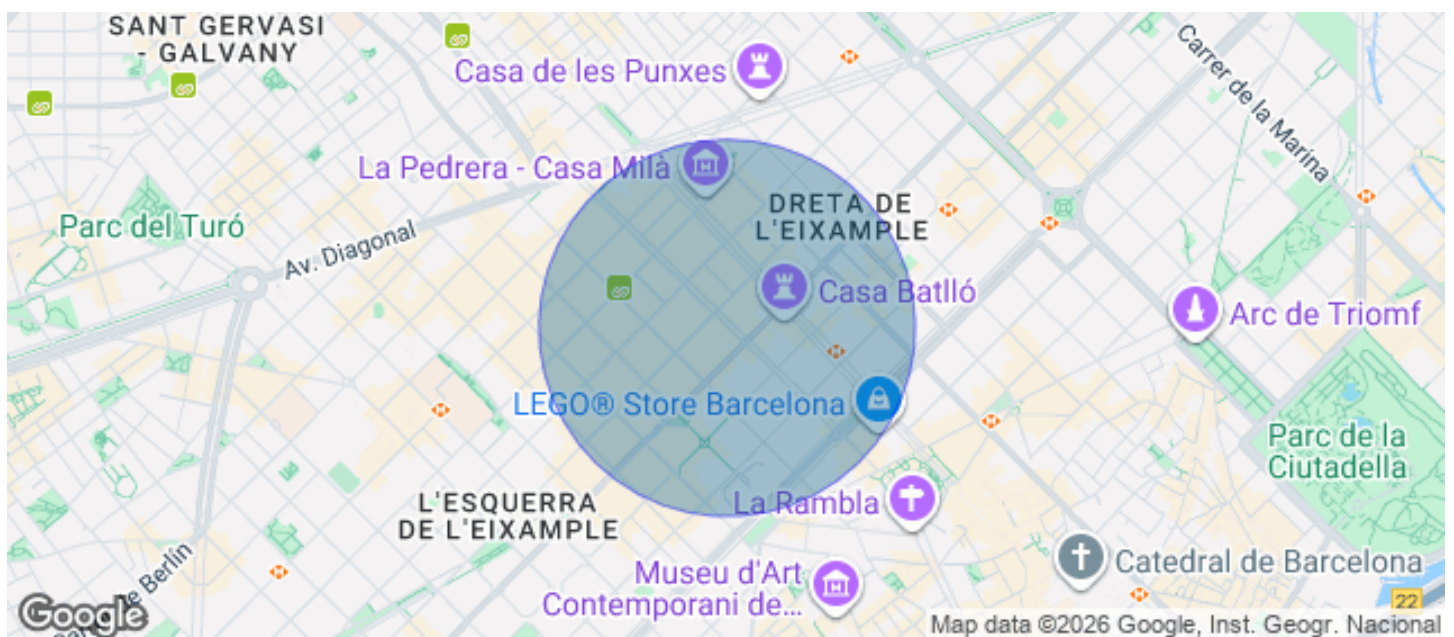 SANT GERVASI
- GALVANY
Casa de les Punxes
Carrer de la Marina
La Pedrera - Casa Milà
DRETA DE
L'EIXAMPLE
Parc del Turó
Av. Diagonal
Casa Batlló
Arc de Triomf
LEGO® Store Barcelona
Parc de la
Ciutadella
L'ESQUERRA
DE L'EIXAMPLE
La Rambla
de Berlín
Catedral de Barcelona
Museu d'Art
Contemporani de...
22
Google
Map data ©2026 Google, Inst. Geogr. Nacional